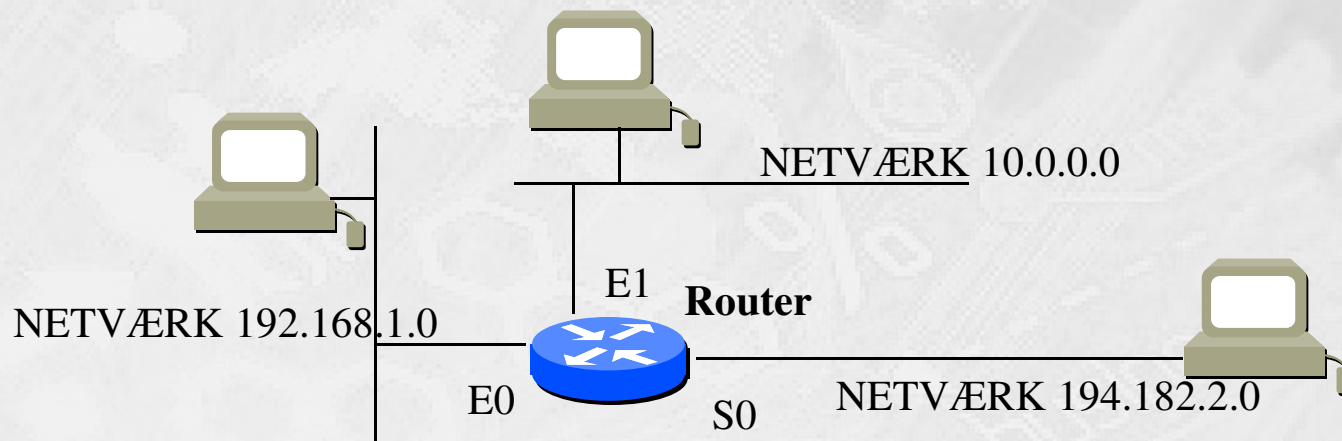 NETVÆRK 10.0.0.0
E1
Router
NETVÆRK 192.168.1.0
E0
S0
NETVÆRK 194.182.2.0